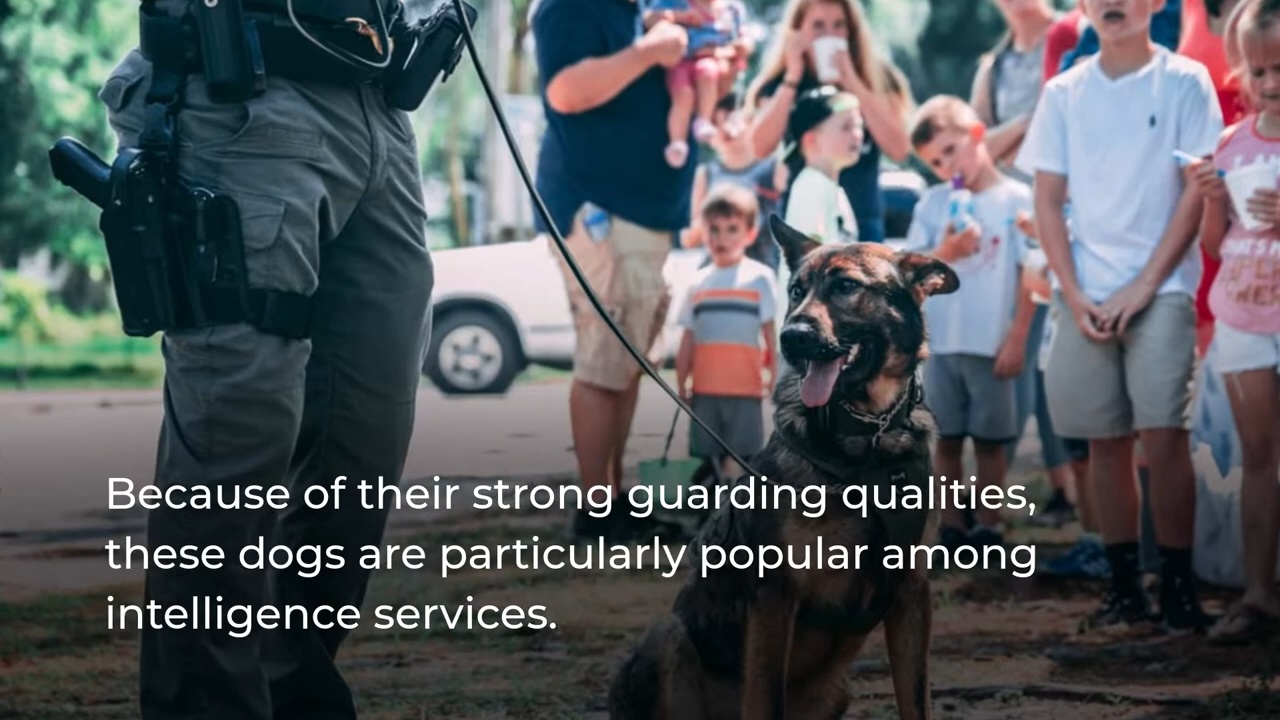 Because of their strong guarding qualities,
these dogs are particularly popular among
intelligence services.